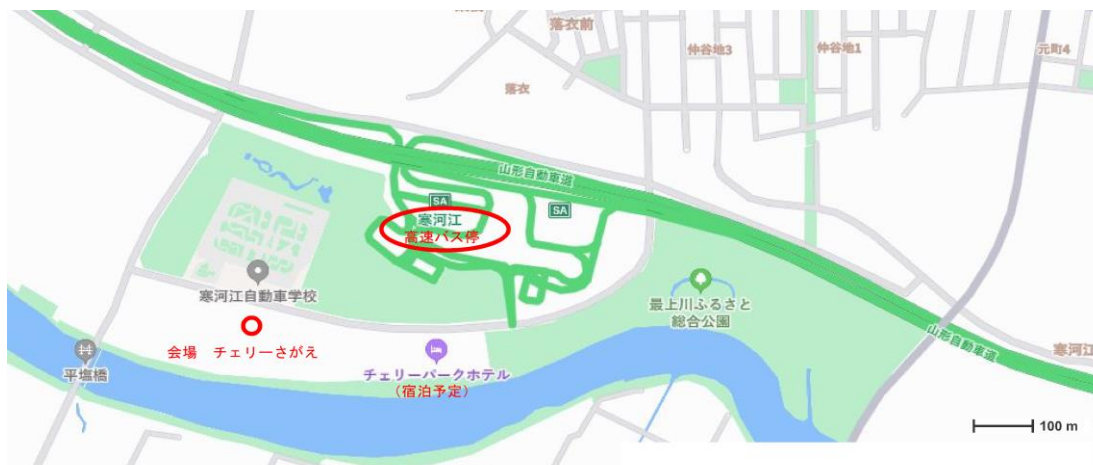 落衣前
仲谷地3
仲谷地1
元町4
落衣
山形自動車道
SA
SA
寒河江
高速バス停
寒河江自動車学校
最上川ふるさと
総合公園
会場　チェリーさがえ
山形自動車道
寒河江
平塩橋
チェリーパークホテル
（宿泊予定）
100 m